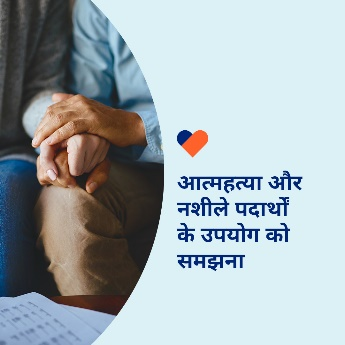 आत्महत्या और
नशीले पदार्थों
के उपयोग को
समझना